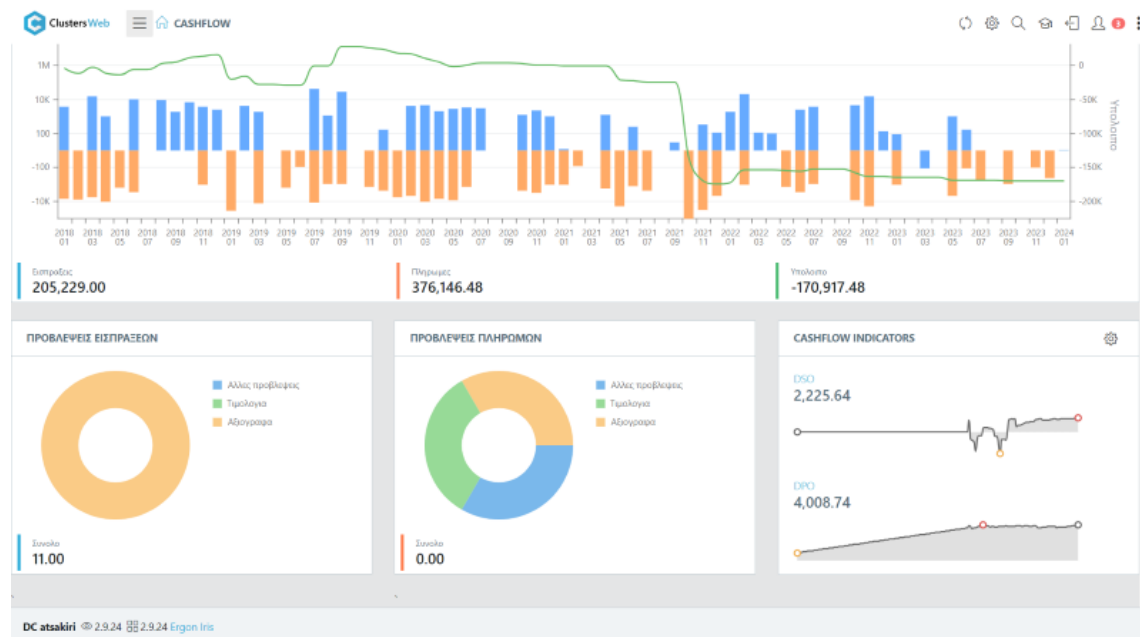 ClustersWeb
CASHFLOW
3
1M
10K
100
-100
-10K
0
-50K
-100K
-150K
-200K
Υπολοιπο
2018 2018 2018 2018 2018 2018 2019 2019 2019 2019 2019 2019 2020 2020 2020 2020 2020 2020 2021 2021 2021 2021 2021 2021 2022 2022 2022 2022 2022 2022 2023 2023 2023 2023 2023 2023 2024
01 03 05 07 09 11 01 03 05 07 09 11 01 03 05 07 09 11 01 03 05 07 09 11 01 03 05 07 09 11 01 03 05 07 09 11 01
Εισπραξεις
205,229.00
Πληρωμες
376,146.48
Υπολοιπο
-170,917.48
ΠΡΟΒΛΕΨΕΙΣ ΕΙΣΠΡΑΞΕΩΝ
Αλλες προβλεψεις
Τιμολογια
Αξιογραφα
Συνολο
11.00
ΠΡΟΒΛΕΨΕΙΣ ΠΛΗΡΩΜΩΝ
Αλλες προβλεψεις
Τιμολογια
Αξιογραφα
Συνολο
0.00
CASHFLOW INDICATORS
DSO
2,225.64
DPO
4,008.74
DC atsakiri 2.9.24 2.9.24 Ergon Iris